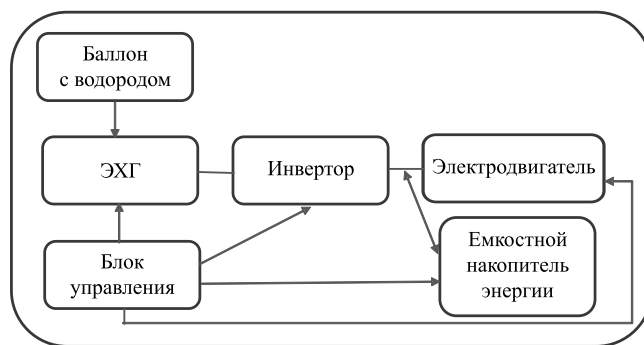 Баллон
с водородом
ЭХГ
Инвертор
Электродвигатель
Блок
управления
Емкостной
накопитель
энергии